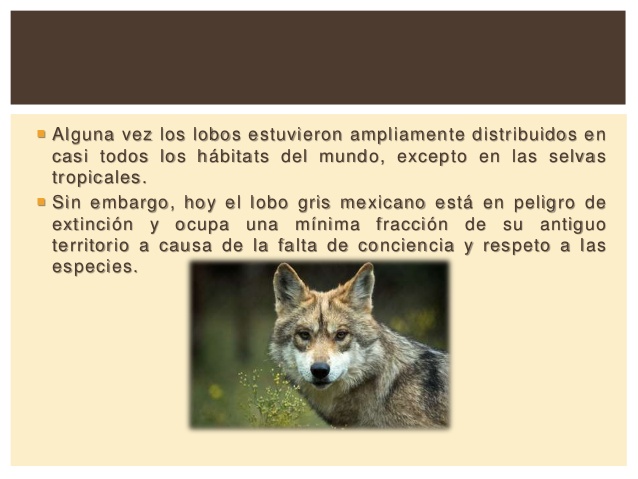 Alguna vez los lobos estuvieron ampliamente distribuidos en
casi todos los hábitats del mundo, excepto en las selvas
tropicales.
Sin embargo, hoy el lobo gris mexicano está en peligro de
extinción y ocupa una mínima fracción de su antiguo
territorio a causa de la falta de conciencia y respeto a las
especies.